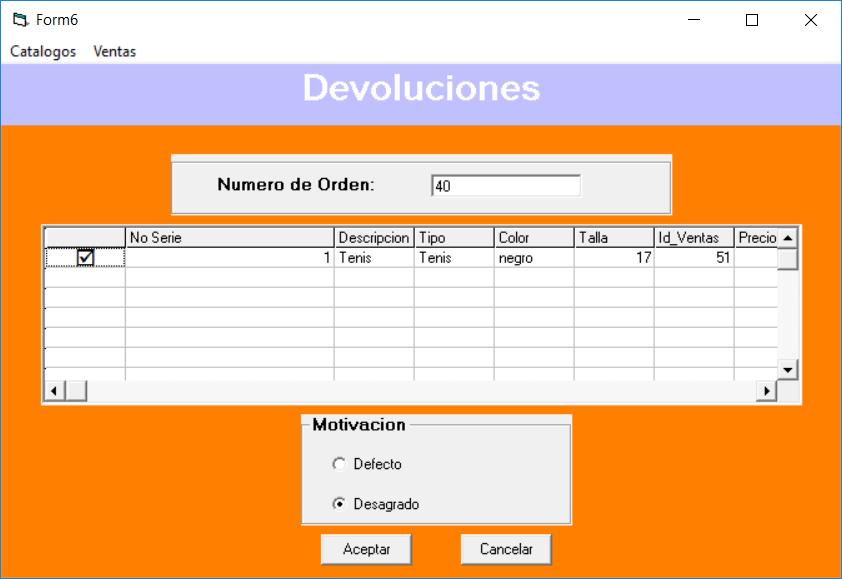 Form6
Catalogos Ventas
Devoluciones
Numero de Orden: 40
No Serie Descripcion Tipo Color Talla Id_Ventas Precio
1 Tenis Tenis negro 17 51
Motivacion
Defecto
Desagrado
Aceptar Cancelar